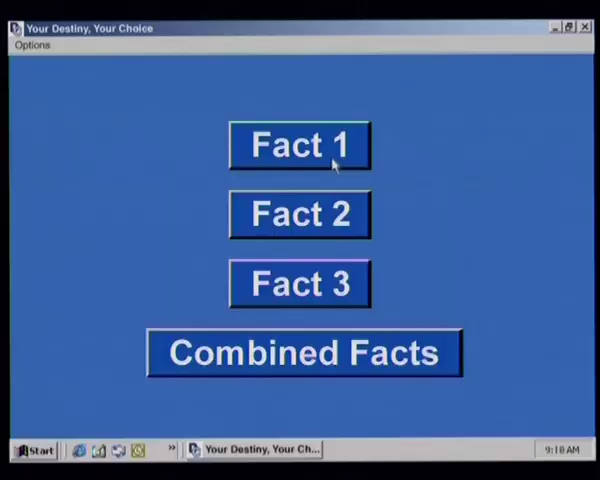 Your Destiny, Your Choice
Options
Fact 1
Fact 2
Fact 3
Combined Facts
Start
»
Your Destiny, Your Ch...
9:10 AM